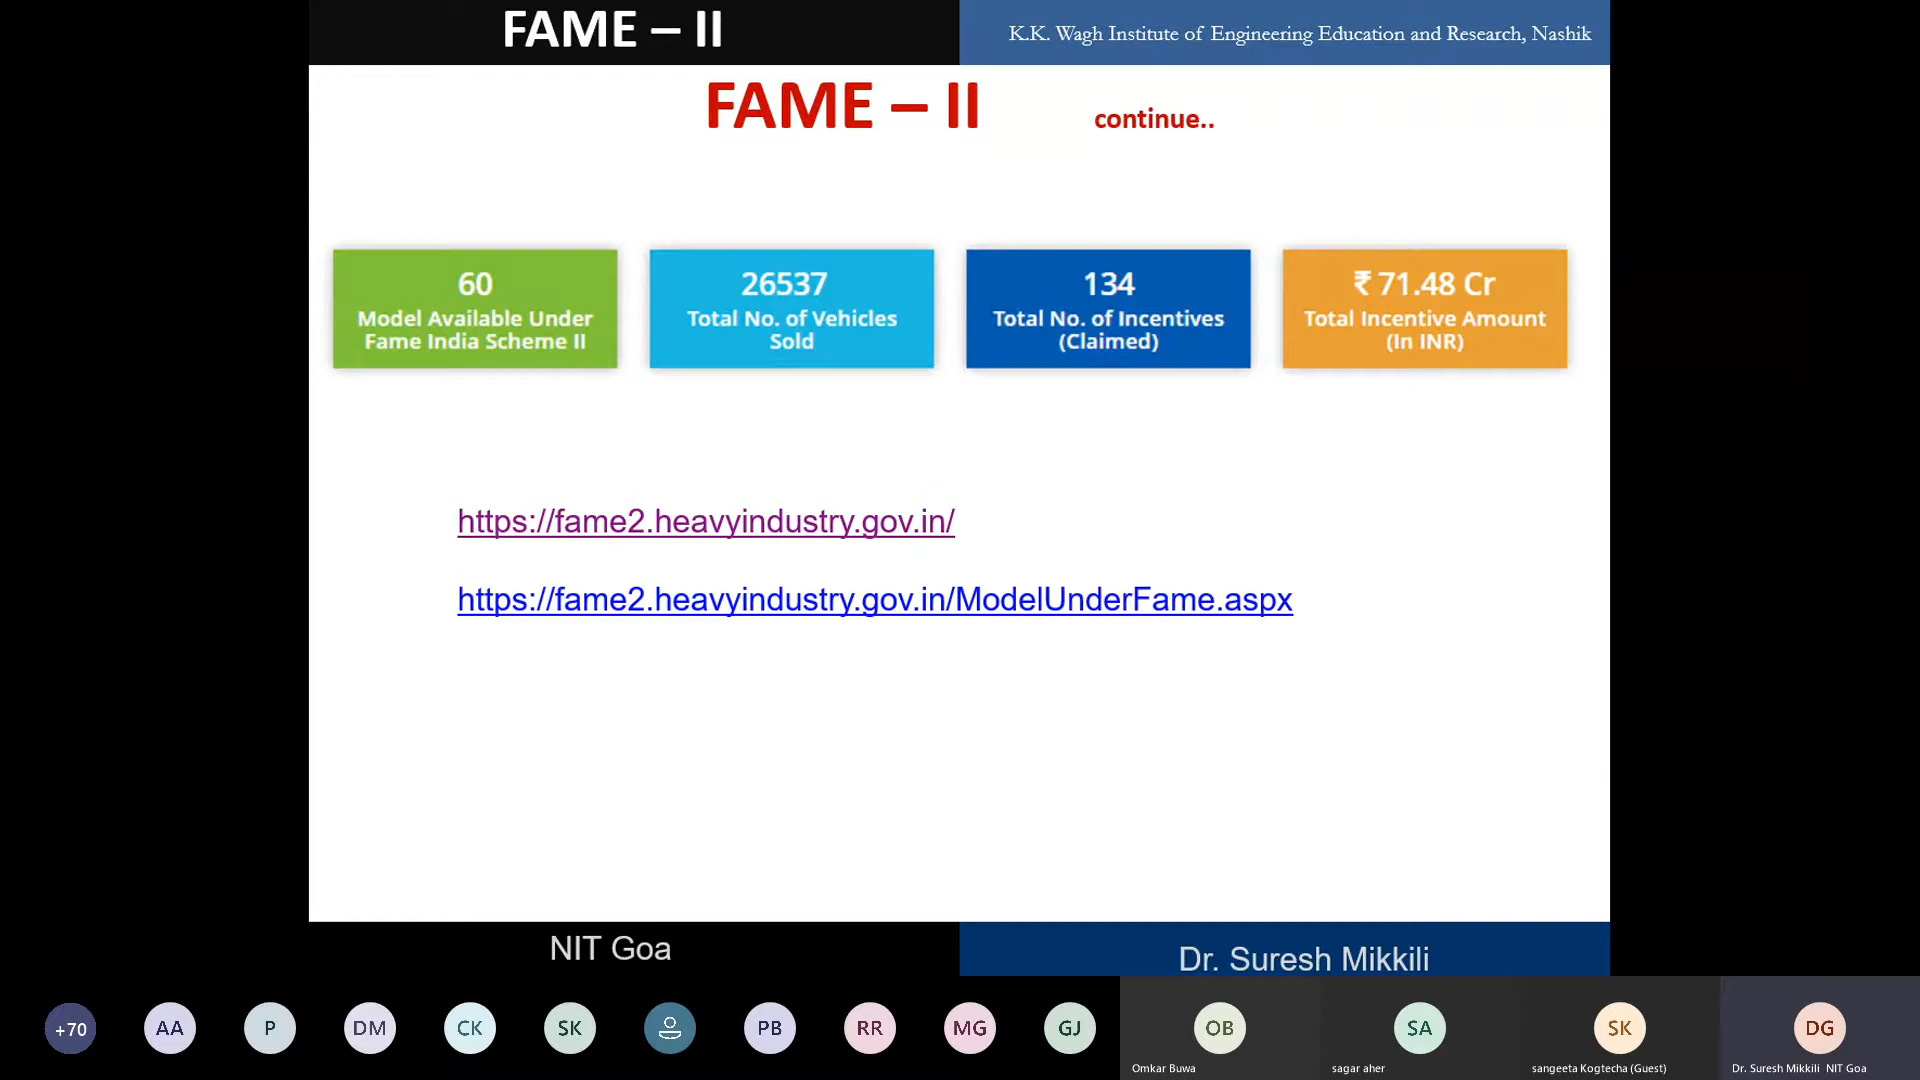 FAME – II
K.K. Wagh Institute of Engineering Education and Research, Nashik
FAME – II continue..
60
Model Available Under
Fame India Scheme II
26537
Total No. of Vehicles
Sold
134
Total No. of Incentives
(Claimed)
₹ 71.48 Cr
Total Incentive Amount
(In INR)
https://fame2.heavyindustry.gov.in/
https://fame2.heavyindustry.gov.in/ModelUnderFame.aspx
NIT Goa
Dr. Suresh Mikkili
+70
AA
P
DM
CK
SK
PB
RR
MG
GJ
OB
Omkar Buwa
SA
sagar aher
SK
sangeeta Kogtecha (Guest)
DG
Dr. Suresh Mikkili NIT Goa